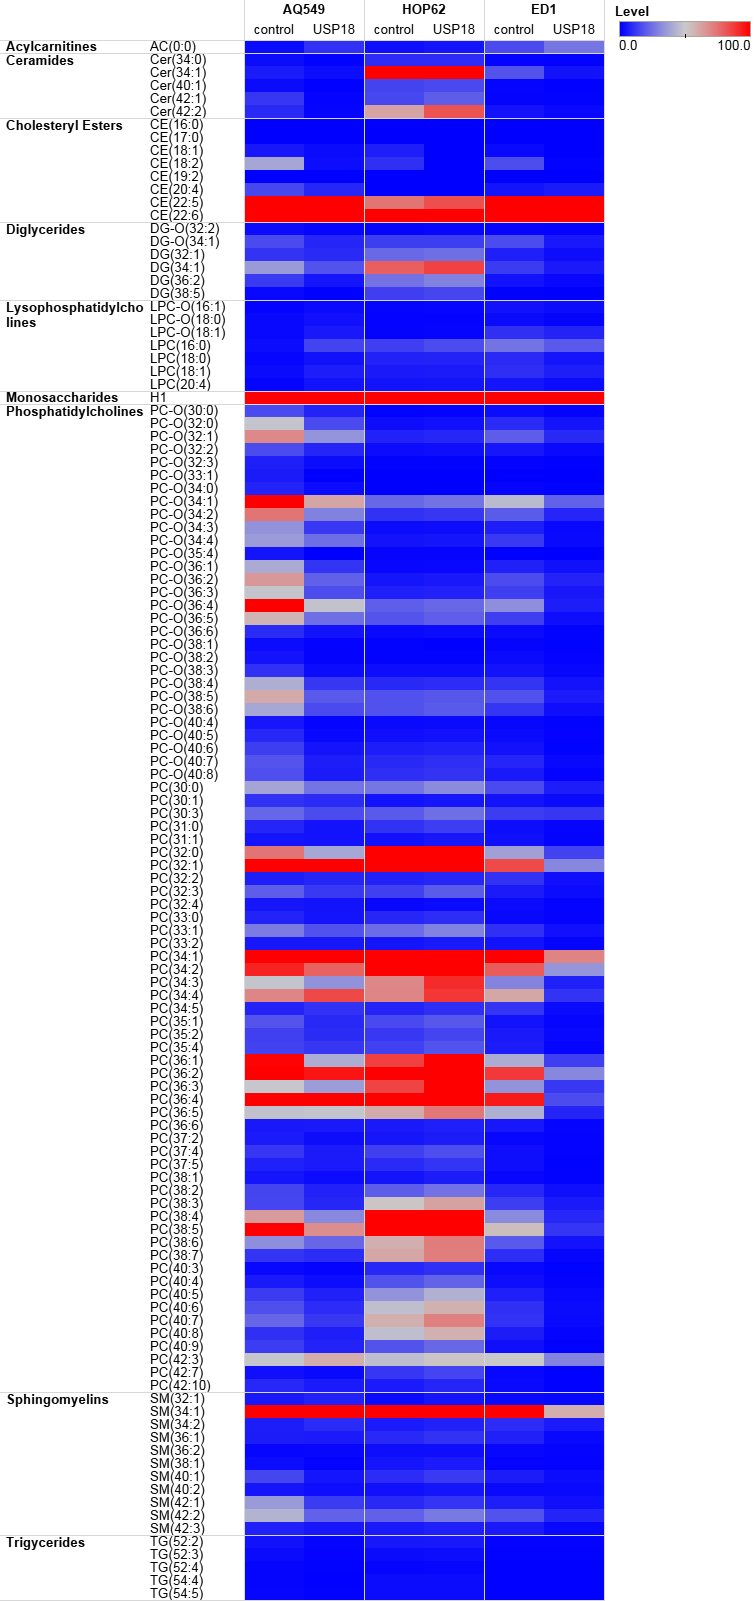 AQ549 HOP62 ED1 Level
control USP18 control USP18 control USP18
0.0 100.0
Acylcarnitines AC(0:0)
Ceramides Cer(34:0)
Cer(34:1)
Cer(40:1)
Cer(42:1)
Cer(42:2)
Cholesteryl Esters CE(16:0)
CE(17:0)
CE(18:1)
CE(18:2)
CE(19:2)
CE(20:4)
CE(22:5)
CE(22:6)
Diglycerides DG-O(32:2)
DG-O(34:1)
DG(32:1)
DG(34:1)
DG(36:2)
DG(38:5)
Lysophosphatidylcho LPC-O(16:1)
lines LPC-O(18:0)
LPC-O(18:1)
LPC(16:0)
LPC(18:0)
LPC(18:1)
LPC(20:4)
Monosaccharides H1
Phosphatidylcholines PC-O(30:0)
PC-O(32:0)
PC-O(32:1)
PC-O(32:2)
PC-O(32:3)
PC-O(33:1)
PC-O(34:0)
PC-O(34:1)
PC-O(34:2)
PC-O(34:3)
PC-O(34:4)
PC-O(35:4)
PC-O(36:1)
PC-O(36:2)
PC-O(36:3)
PC-O(36:4)
PC-O(36:5)
PC-O(36:6)
PC-O(38:1)
PC-O(38:2)
PC-O(38:3)
PC-O(38:4)
PC-O(38:5)
PC-O(38:6)
PC-O(40:4)
PC-O(40:5)
PC-O(40:6)
PC-O(40:7)
PC-O(40:8)
PC(30:0)
PC(30:1)
PC(30:3)
PC(31:0)
PC(31:1)
PC(32:0)
PC(32:1)
PC(32:2)
PC(32:3)
PC(32:4)
PC(33:0)
PC(33:1)
PC(33:2)
PC(34:1)
PC(34:2)
PC(34:3)
PC(34:4)
PC(34:5)
PC(35:1)
PC(35:2)
PC(35:4)
PC(36:1)
PC(36:2)
PC(36:3)
PC(36:4)
PC(36:5)
PC(36:6)
PC(37:2)
PC(37:4)
PC(37:5)
PC(38:1)
PC(38:2)
PC(38:3)
PC(38:4)
PC(38:5)
PC(38:6)
PC(38:7)
PC(40:3)
PC(40:4)
PC(40:5)
PC(40:6)
PC(40:7)
PC(40:8)
PC(40:9)
PC(42:3)
PC(42:7)
PC(42:10)
Sphingomyelins SM(32:1)
SM(34:1)
SM(34:2)
SM(36:1)
SM(36:2)
SM(38:1)
SM(40:1)
SM(40:2)
SM(42:1)
SM(42:2)
SM(42:3)
Trigycerides TG(52:2)
TG(52:3)
TG(52:4)
TG(54:4)
TG(54:5)